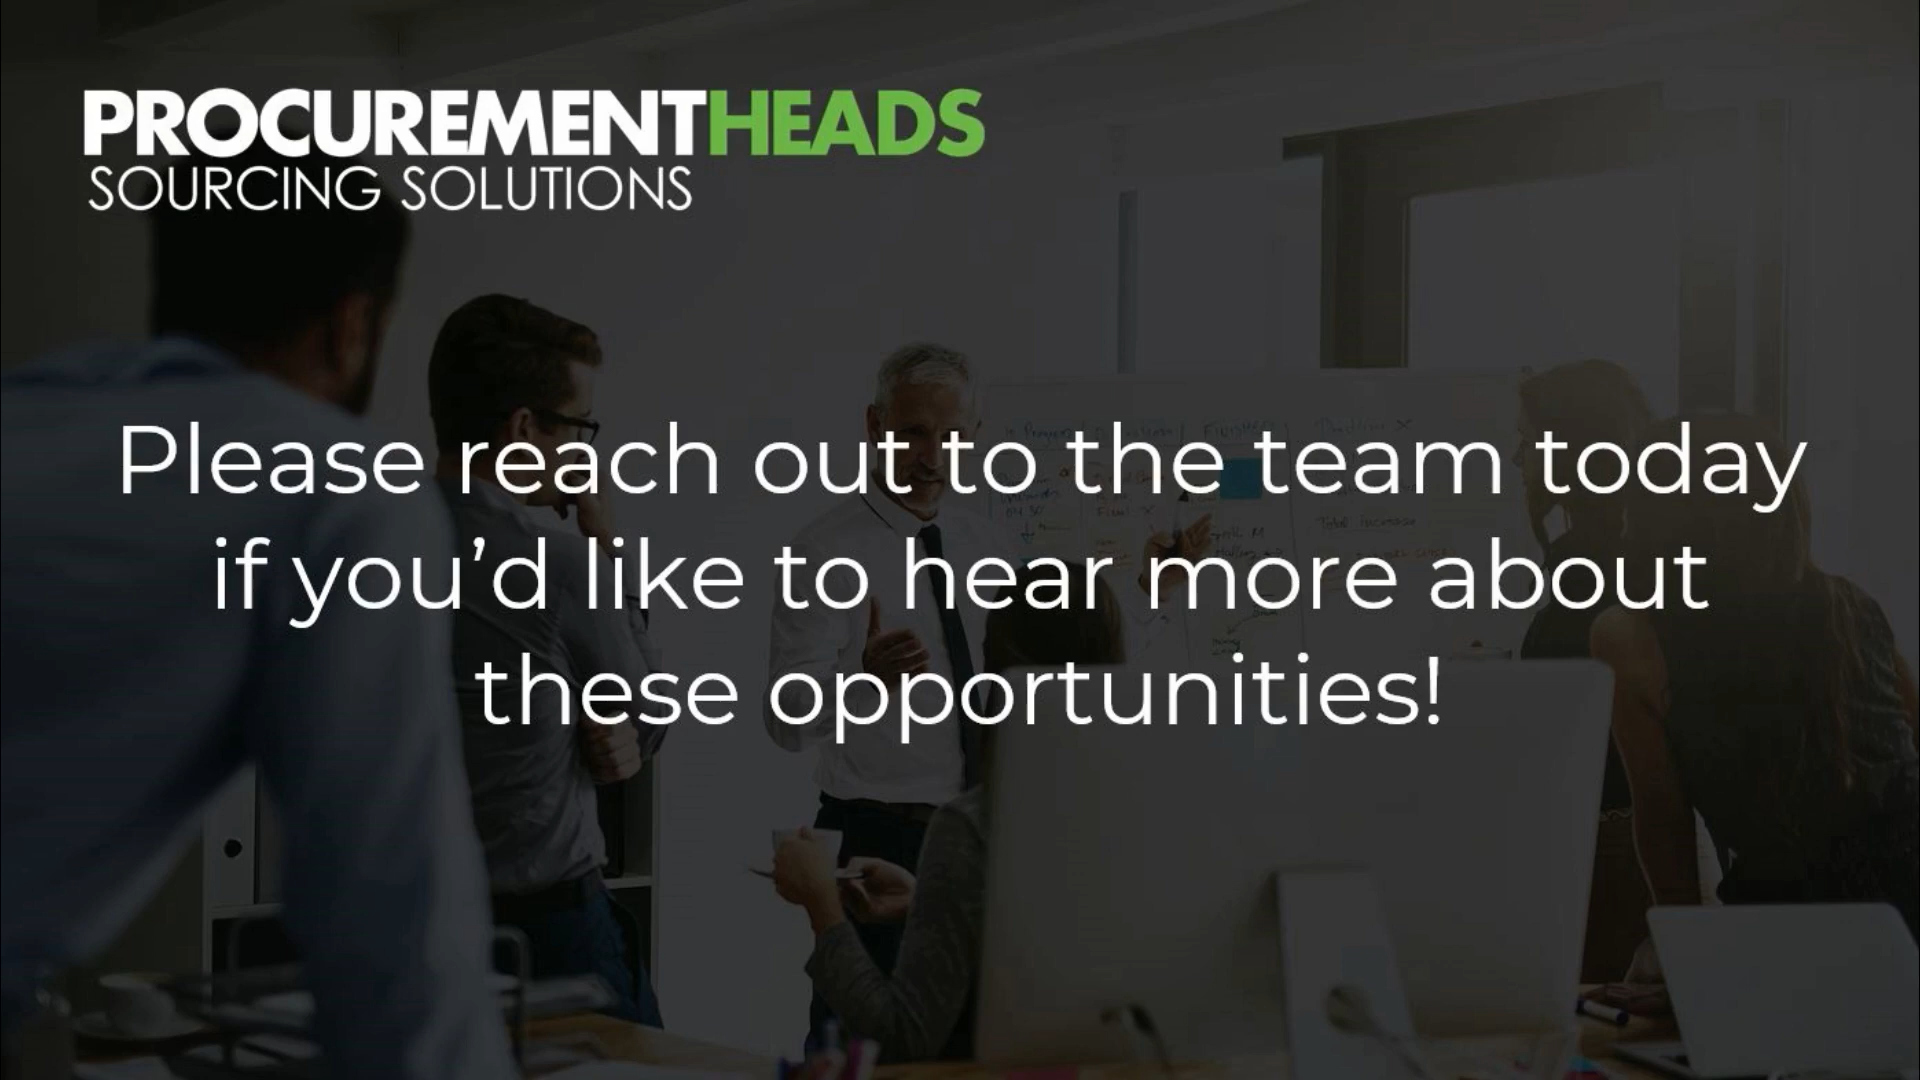 PROCUREMENTHEADS
SOURCING SOLUTIONS
Please reach out to the team today
if you’d like to hear more about
these opportunities!